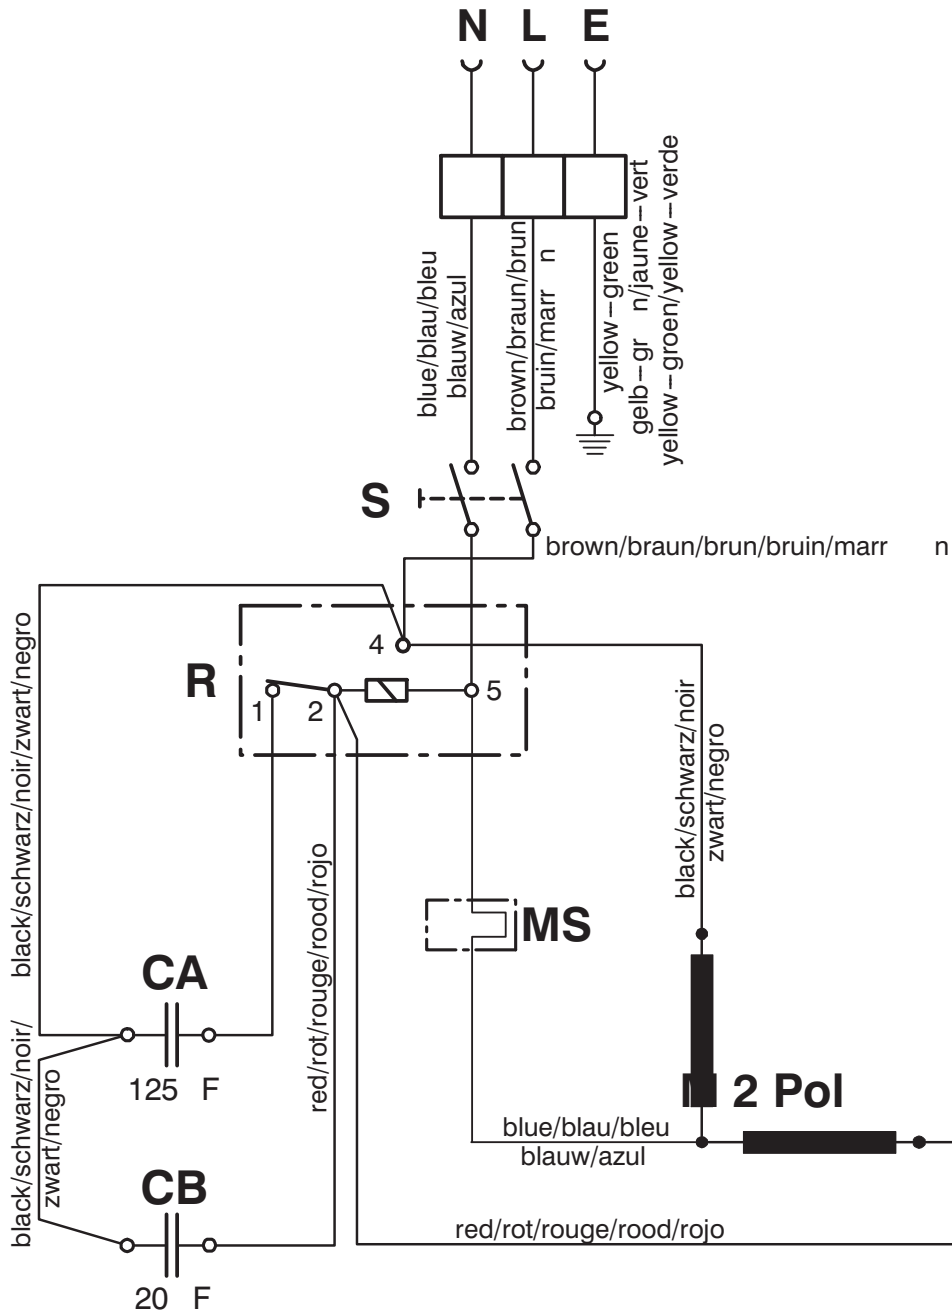 N L E
blue/blau/bleu
blauw/azul
brown/braun/brun
bruin/marr n
yellow–green
gelb–gr n/jaune–vert
yellow–groen/yellow–verde
S
brown/braun/brun/bruin/marr n
black/schwarz/noir/zwart/negro
R
4
1
2
5
black/schwarz/noir
zwart/negro
red/rot/rouge/rood/rojo
MS
CA
125 F
black/schwarz/noir/
zwart/negro
M 2 Pol
blue/blau/bleu
blauw/azul
CB
20 F
red/rot/rouge/rood/rojo